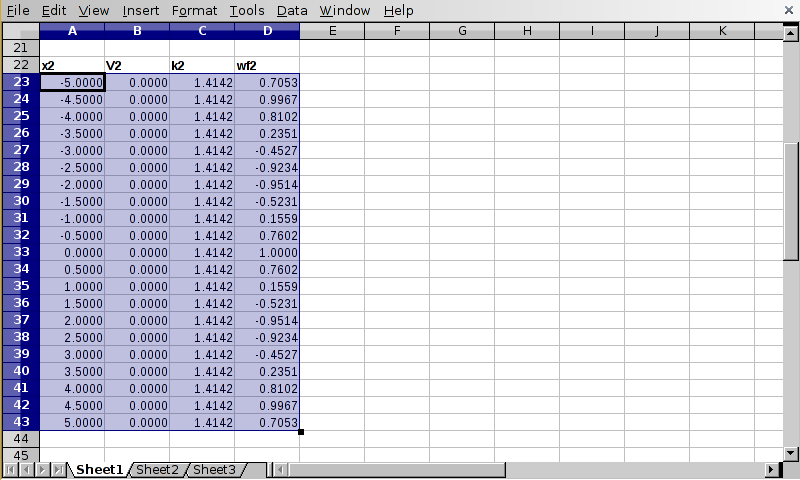 File Edit View Insert Format Tools Data Window Help
A B C D E F G H I J K
21
22 x2 V2 k2 wf2
23 -5.0000 0.0000 1.4142 0.7053
24 -4.5000 0.0000 1.4142 0.9967
25 -4.0000 0.0000 1.4142 0.8102
26 -3.5000 0.0000 1.4142 0.2351
27 -3.0000 0.0000 1.4142 -0.4527
28 -2.5000 0.0000 1.4142 -0.9234
29 -2.0000 0.0000 1.4142 -0.9514
30 -1.5000 0.0000 1.4142 -0.5231
31 -1.0000 0.0000 1.4142 0.1559
32 -0.5000 0.0000 1.4142 0.7602
33 0.0000 0.0000 1.4142 1.0000
34 0.5000 0.0000 1.4142 0.7602
35 1.0000 0.0000 1.4142 0.1559
36 1.5000 0.0000 1.4142 -0.5231
37 2.0000 0.0000 1.4142 -0.9514
38 2.5000 0.0000 1.4142 -0.9234
39 3.0000 0.0000 1.4142 -0.4527
40 3.5000 0.0000 1.4142 0.2351
41 4.0000 0.0000 1.4142 0.8102
42 4.5000 0.0000 1.4142 0.9967
43 5.0000 0.0000 1.4142 0.7053
44
45
Sheet1 Sheet2 Sheet3